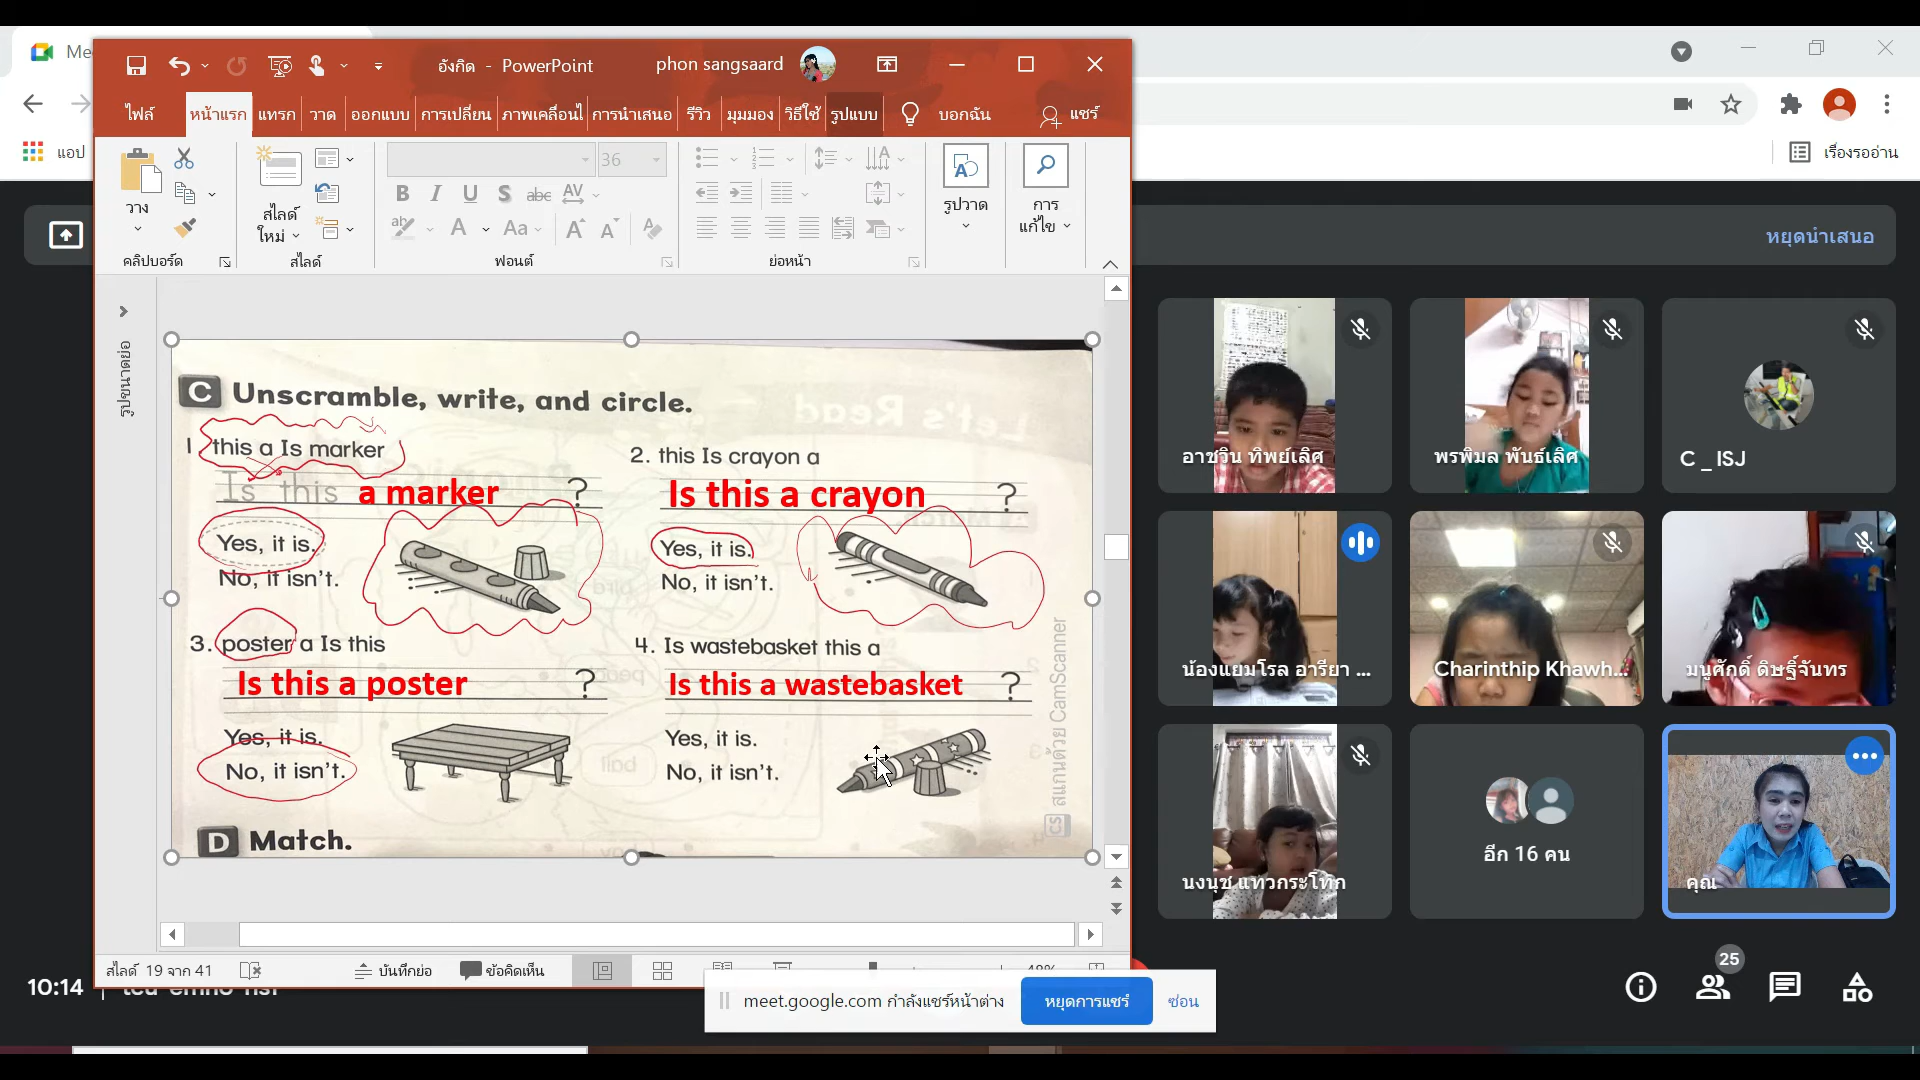 อังกิด - PowerPoint
phon sangsaard
ไฟล์ หน้าแรก แทรก วาด ออกแบบ การเปลี่ยน ภาพเคลื่อนไ การนำเสนอ รีวิว มุมมอง วิธีใช้ รูปแบบ บอกฉัน แชร์
แอป
เรื่องรออ่าน
36
วาง
สไลด์ใหม่
รูปวาด
การแก้ไข
คลิปบอร์ด สไลด์ ฟอนต์ ย่อหน้า
หยุดนำเสนอ
C Unscramble, write, and circle.
1. this a Is marker
Is this a marker ?
Yes, it is.
No, it isn't.
2. this Is crayon a
Is this a crayon ?
Yes, it is.
No, it isn't.
3. poster a Is this
Is this a poster ?
Yes, it is.
No, it isn't.
4. Is wastebasket this a
Is this a wastebasket ?
Yes, it is.
No, it isn't.
D Match.
CS สแกนด้วย CamScanner
อาชวิน ทิพย์เลิศ
พรพิมล พันธ์เลิศ
C _ ISJ
น้องแยมโรล อารียา ...
Charinthip Khawh...
มนูศักดิ์ ดิษฐิ์จันทร
นงนุช แทวกระโทิก
อีก 16 คน
คุณ
สไลด์ 19 จาก 41
บันทึกย่อ
ข้อคิดเห็น
10:14
25
meet.google.com กำลังแชร์หน้าต่าง
หยุดการแชร์
ซ่อน